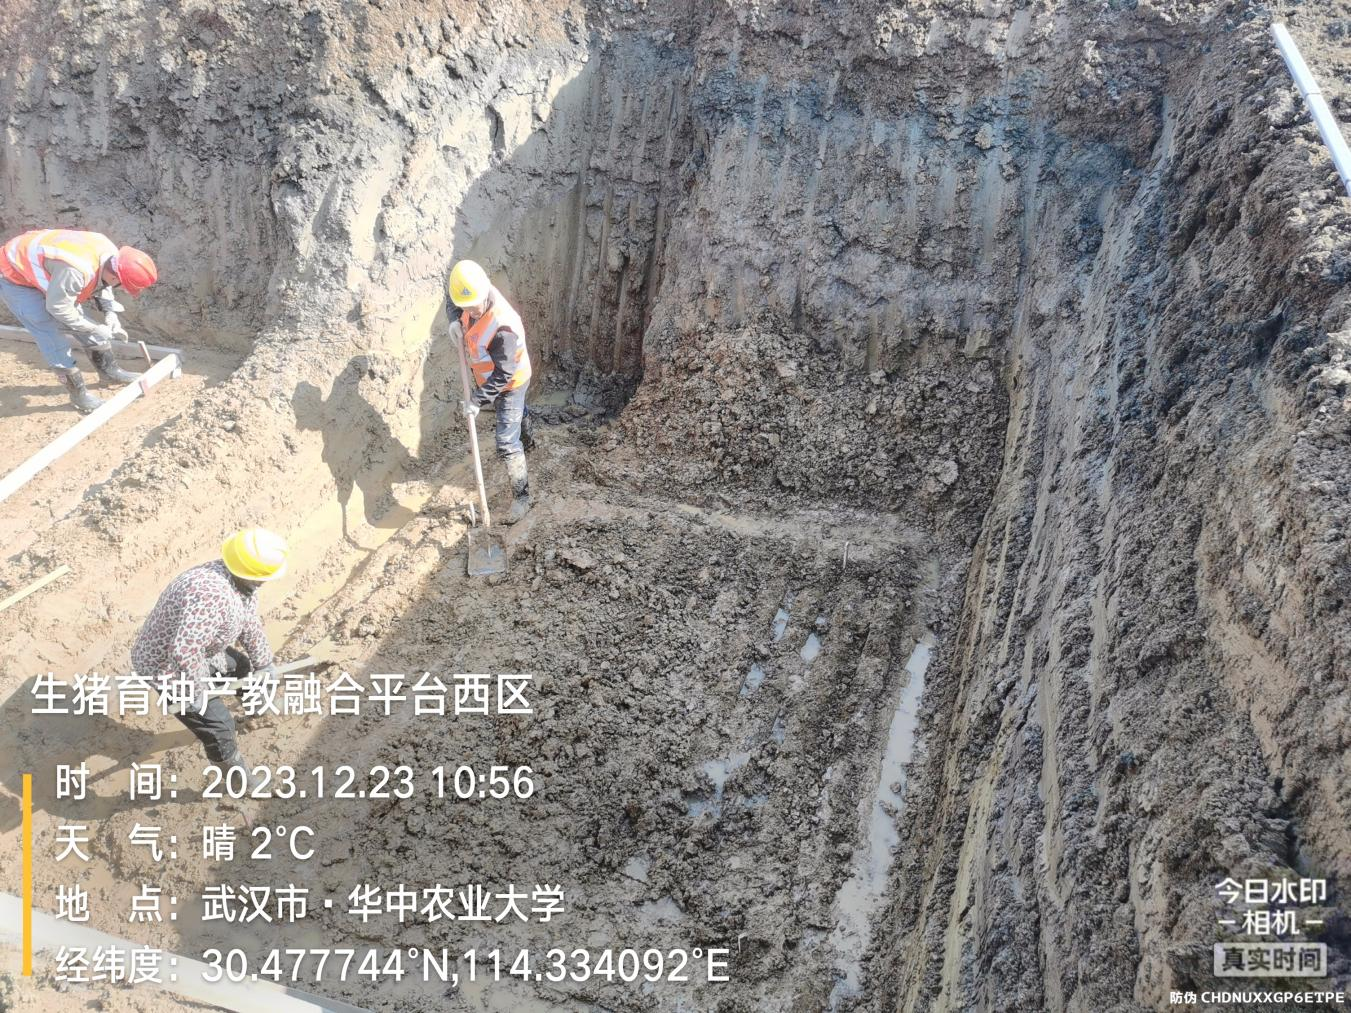 生猪育种产教融合平台西区
时 间：2023.12.23 10:56
天 气：晴 2℃
地 点：武汉市·华中农业大学
经纬度：30.477744°N,114.334092°E
今日水印
相机
真实时间
防伪 CHDNUXXGP6ETPE